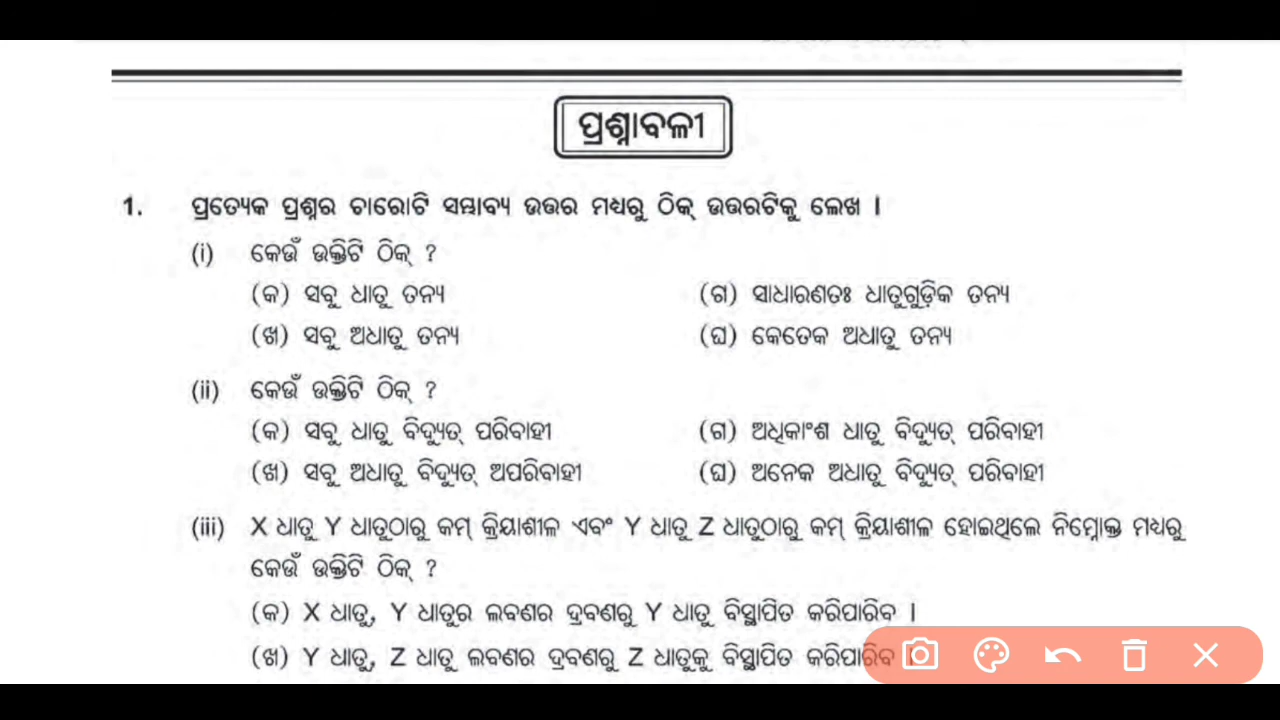 ପ୍ରଶ୍ନାବଳୀ
1. ପ୍ରତ୍ୟେକ ପ୍ରଶ୍ନର ଚାରୋଟି ସମ୍ଭାବ୍ୟ ଉତ୍ତର ମଧ୍ୟରୁ ଠିକ୍ ଉତ୍ତରଟିକୁ ଲେଖ ।
(i) କେଉଁ ଉକ୍ତିଟି ଠିକ୍ ?
(କ) ସବୁ ଧାତୁ ତନ୍ୟ (ଗ) ସାଧାରଣତଃ ଧାତୁଗୁଡ଼ିକ ତନ୍ୟ
(ଖ) ସବୁ ଅଧାତୁ ତନ୍ୟ (ଘ) କେତେକ ଅଧାତୁ ତନ୍ୟ
(ii) କେଉଁ ଉକ୍ତିଟି ଠିକ୍ ?
(କ) ସବୁ ଧାତୁ ବିଦ୍ୟୁତ୍ ପରିବାହୀ (ଗ) ଅଧିକାଂଶ ଧାତୁ ବିଦ୍ୟୁତ୍ ପରିବାହୀ
(ଖ) ସବୁ ଅଧାତୁ ବିଦ୍ୟୁତ୍ ଅପରିବାହୀ (ଘ) ଅନେକ ଅଧାତୁ ବିଦ୍ୟୁତ୍ ପରିବାହୀ
(iii) X ଧାତୁ Y ଧାତୁଠାରୁ କମ୍ କ୍ରିୟାଶୀଳ ଏବଂ Y ଧାତୁ Z ଧାତୁଠାରୁ କମ୍ କ୍ରିୟାଶୀଳ ହୋଇଥିଲେ ନିମ୍ନୋକ୍ତ ମଧ୍ୟରୁ
କେଉଁ ଉକ୍ତିଟି ଠିକ୍ ?
(କ) X ଧାତୁ, Y ଧାତୁର ଲବଣର ଦ୍ରବଣରୁ Y ଧାତୁ ବିସ୍ଥାପିତ କରିପାରିବ ।
(ଖ) Y ଧାତୁ, Z ଧାତୁ ଲବଣର ଦ୍ରବଣରୁ Z ଧାତୁକୁ ବିସ୍ଥାପିତ କରିପାରିବ